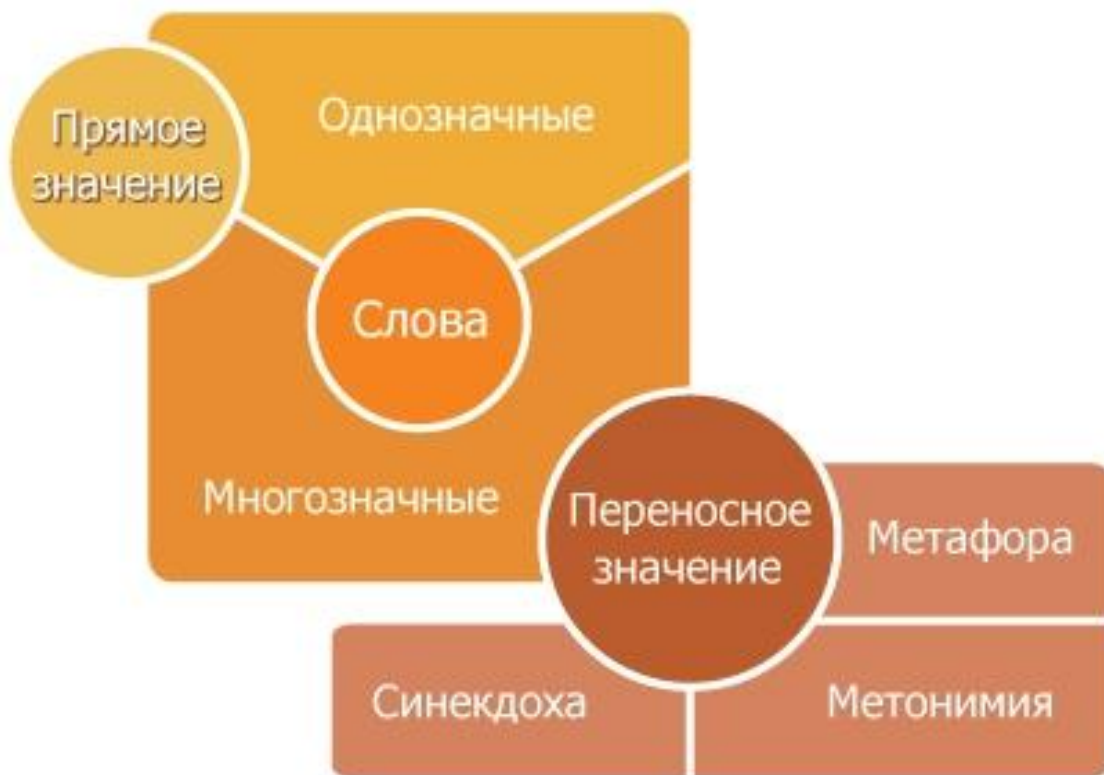 Однозначные
Прямое
значение
Слова
Многозначные
Переносное
значение
Метафора
Синекдоха
Метонимия